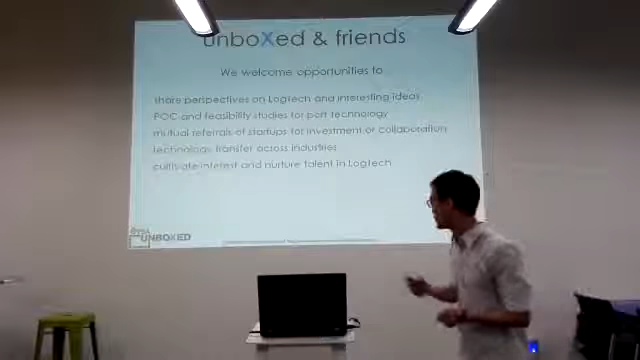 unboXed & friends
We welcome opportunities to
share perspectives on LogTech and interesting ideas
POC and feasibility studies for port technology
mutual referrals of startups for investment or collaboration
technology transfer across industries
cultivate interest and nurture talent in LogTech
UNBOXED